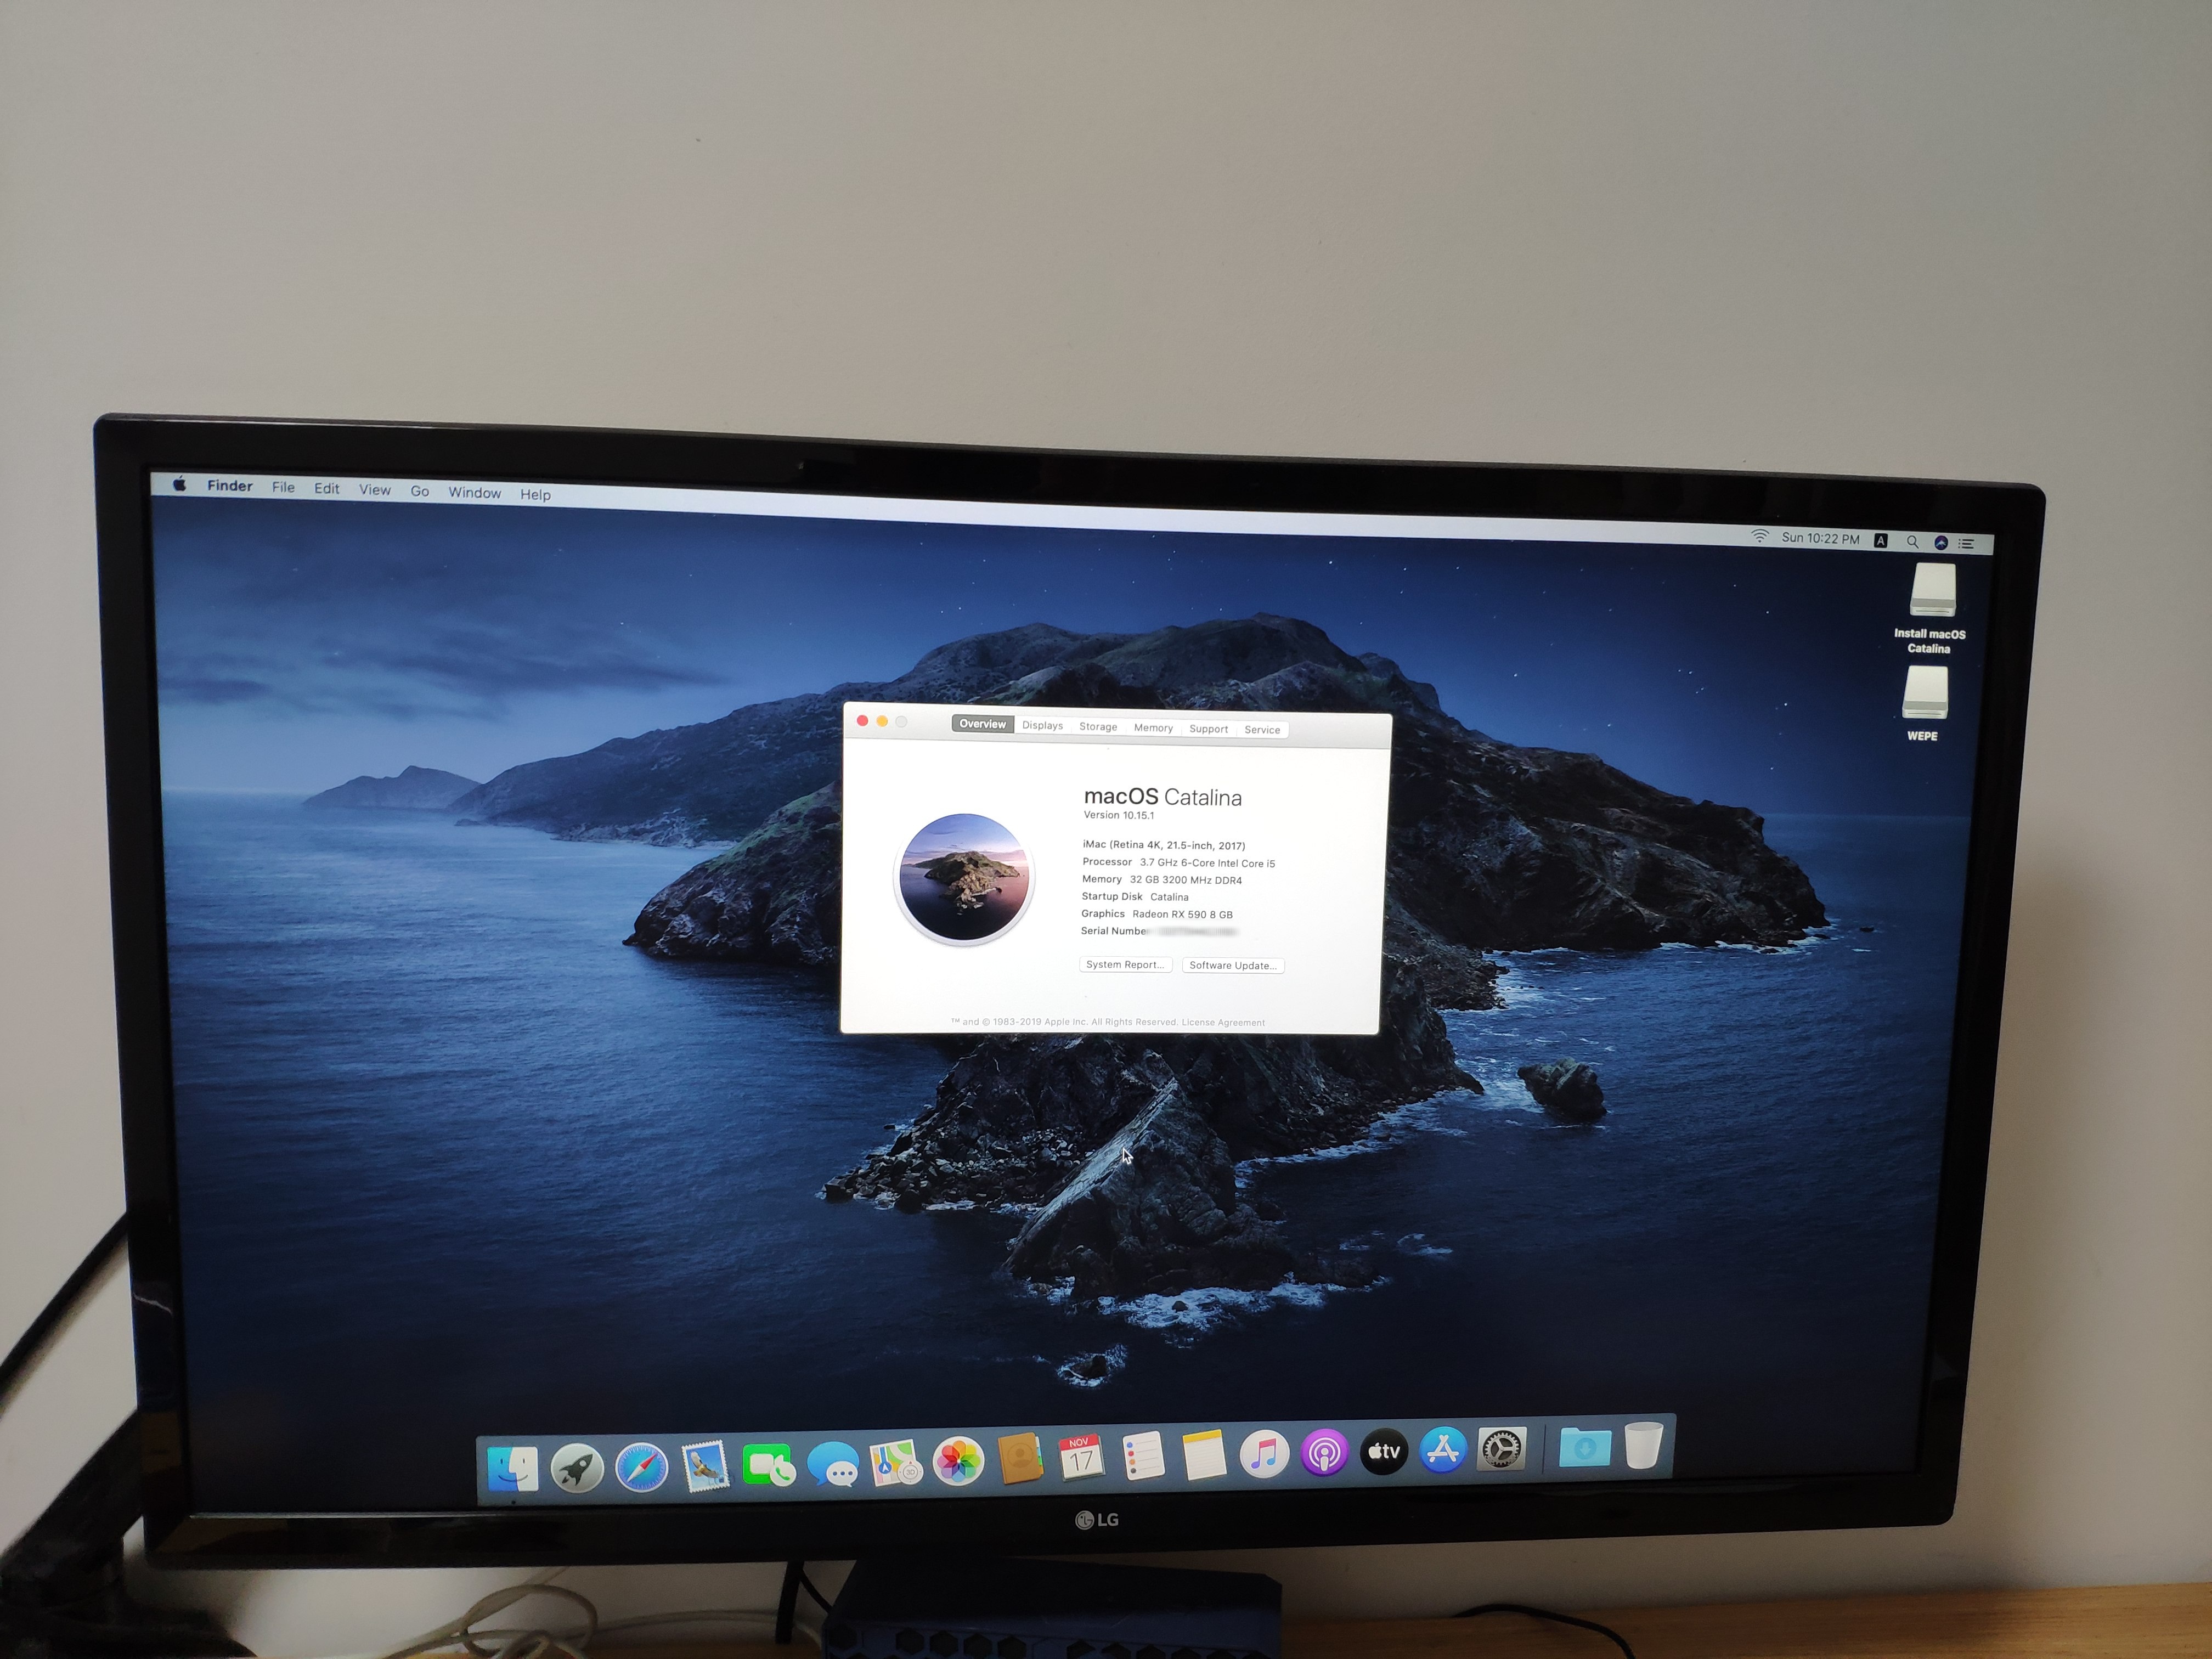 Finder File Edit View Go Window Help
Sun 10:22 PM A
Install macOS
Catalina
WEPE
Overview Displays Storage Memory Support Service
macOS Catalina
Version 10.15.1
iMac (Retina 4K, 21.5-inch, 2017)
Processor 3.7 GHz 6-Core Intel Core i5
Memory 32 GB 3200 MHz DDR4
Startup Disk Catalina
Graphics Radeon RX 590 8 GB
Serial Number
System Report... Software Update...
™ and © 1983-2019 Apple Inc. All Rights Reserved. License Agreement
3D
NOV
17
tv
LG